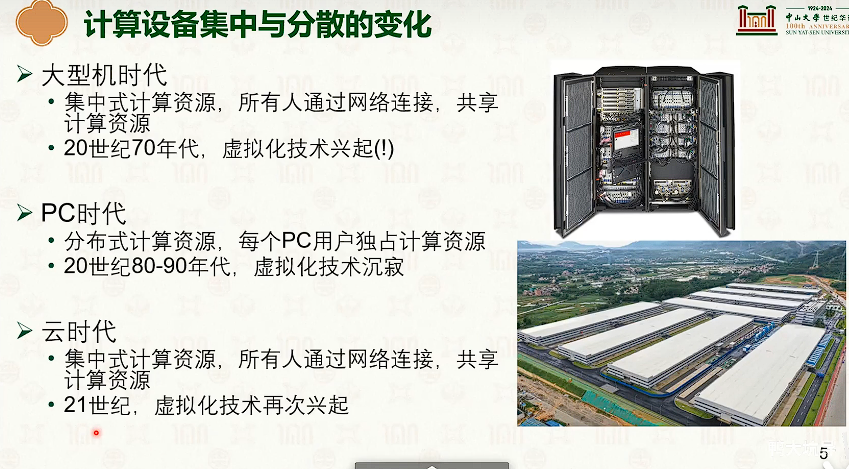 计算设备集中与分散的变化
1924-2024
中山大学 世纪华
100th ANNIVERSAR
SUN YAT-SEN UNIVERSIT
➢ 大型机时代
• 集中式计算资源，所有人通过网络连接，共享
计算资源
• 20世纪70年代，虚拟化技术兴起(!)
➢ PC时代
• 分布式计算资源，每个PC用户独占计算资源
• 20世纪80-90年代，虚拟化技术沉寂
➢ 云时代
• 集中式计算资源，所有人通过网络连接，共享
计算资源
• 21世纪，虚拟化技术再次兴起
5